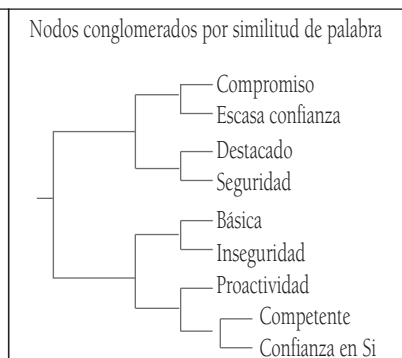 Nodos conglomerados por similitud de palabra
Compromiso
Escasa confianza
Destacado
Seguridad
Básica
Inseguridad
Proactividad
Competente
Confianza en Si